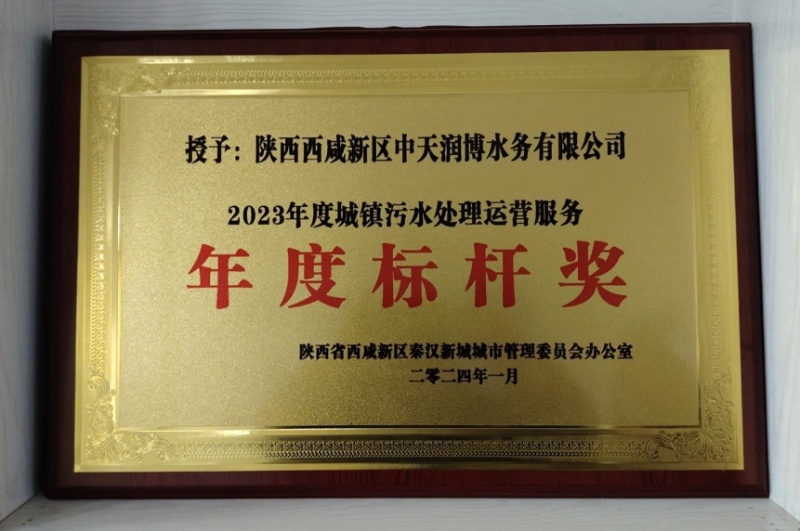 授予：陕西西咸新区中天润博水务有限公司
2023年度城镇污水处理运营服务
年度标杆奖
陕西省西咸新区秦汉新城城市管理委员会办公室
二零二四年一月